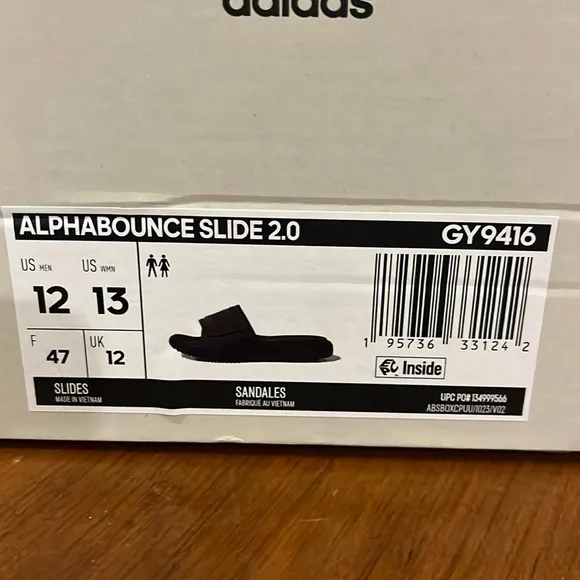 adidas
ALPHABOUNCE SLIDE 2.0 GY9416
US MEN US WMN
12 13
F UK
47 12
1 95736 33124 2
Inside
SLIDES
MADE IN VIETNAM
SANDALES
FABRIQUÉ AU VIETNAM
UPC PO# 134999566
ABSBOXCPUU/1023/V02